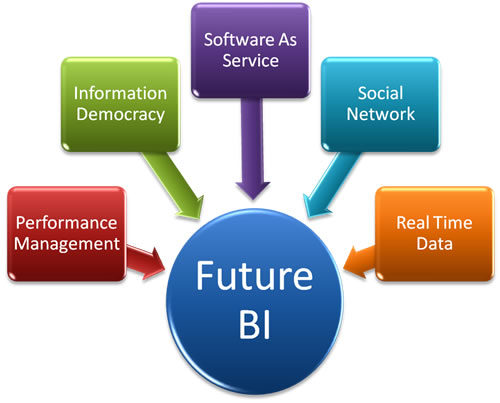 Software As
Service
Information
Democracy
Social
Network
Performance
Management
Real Time
Data
Future
BI